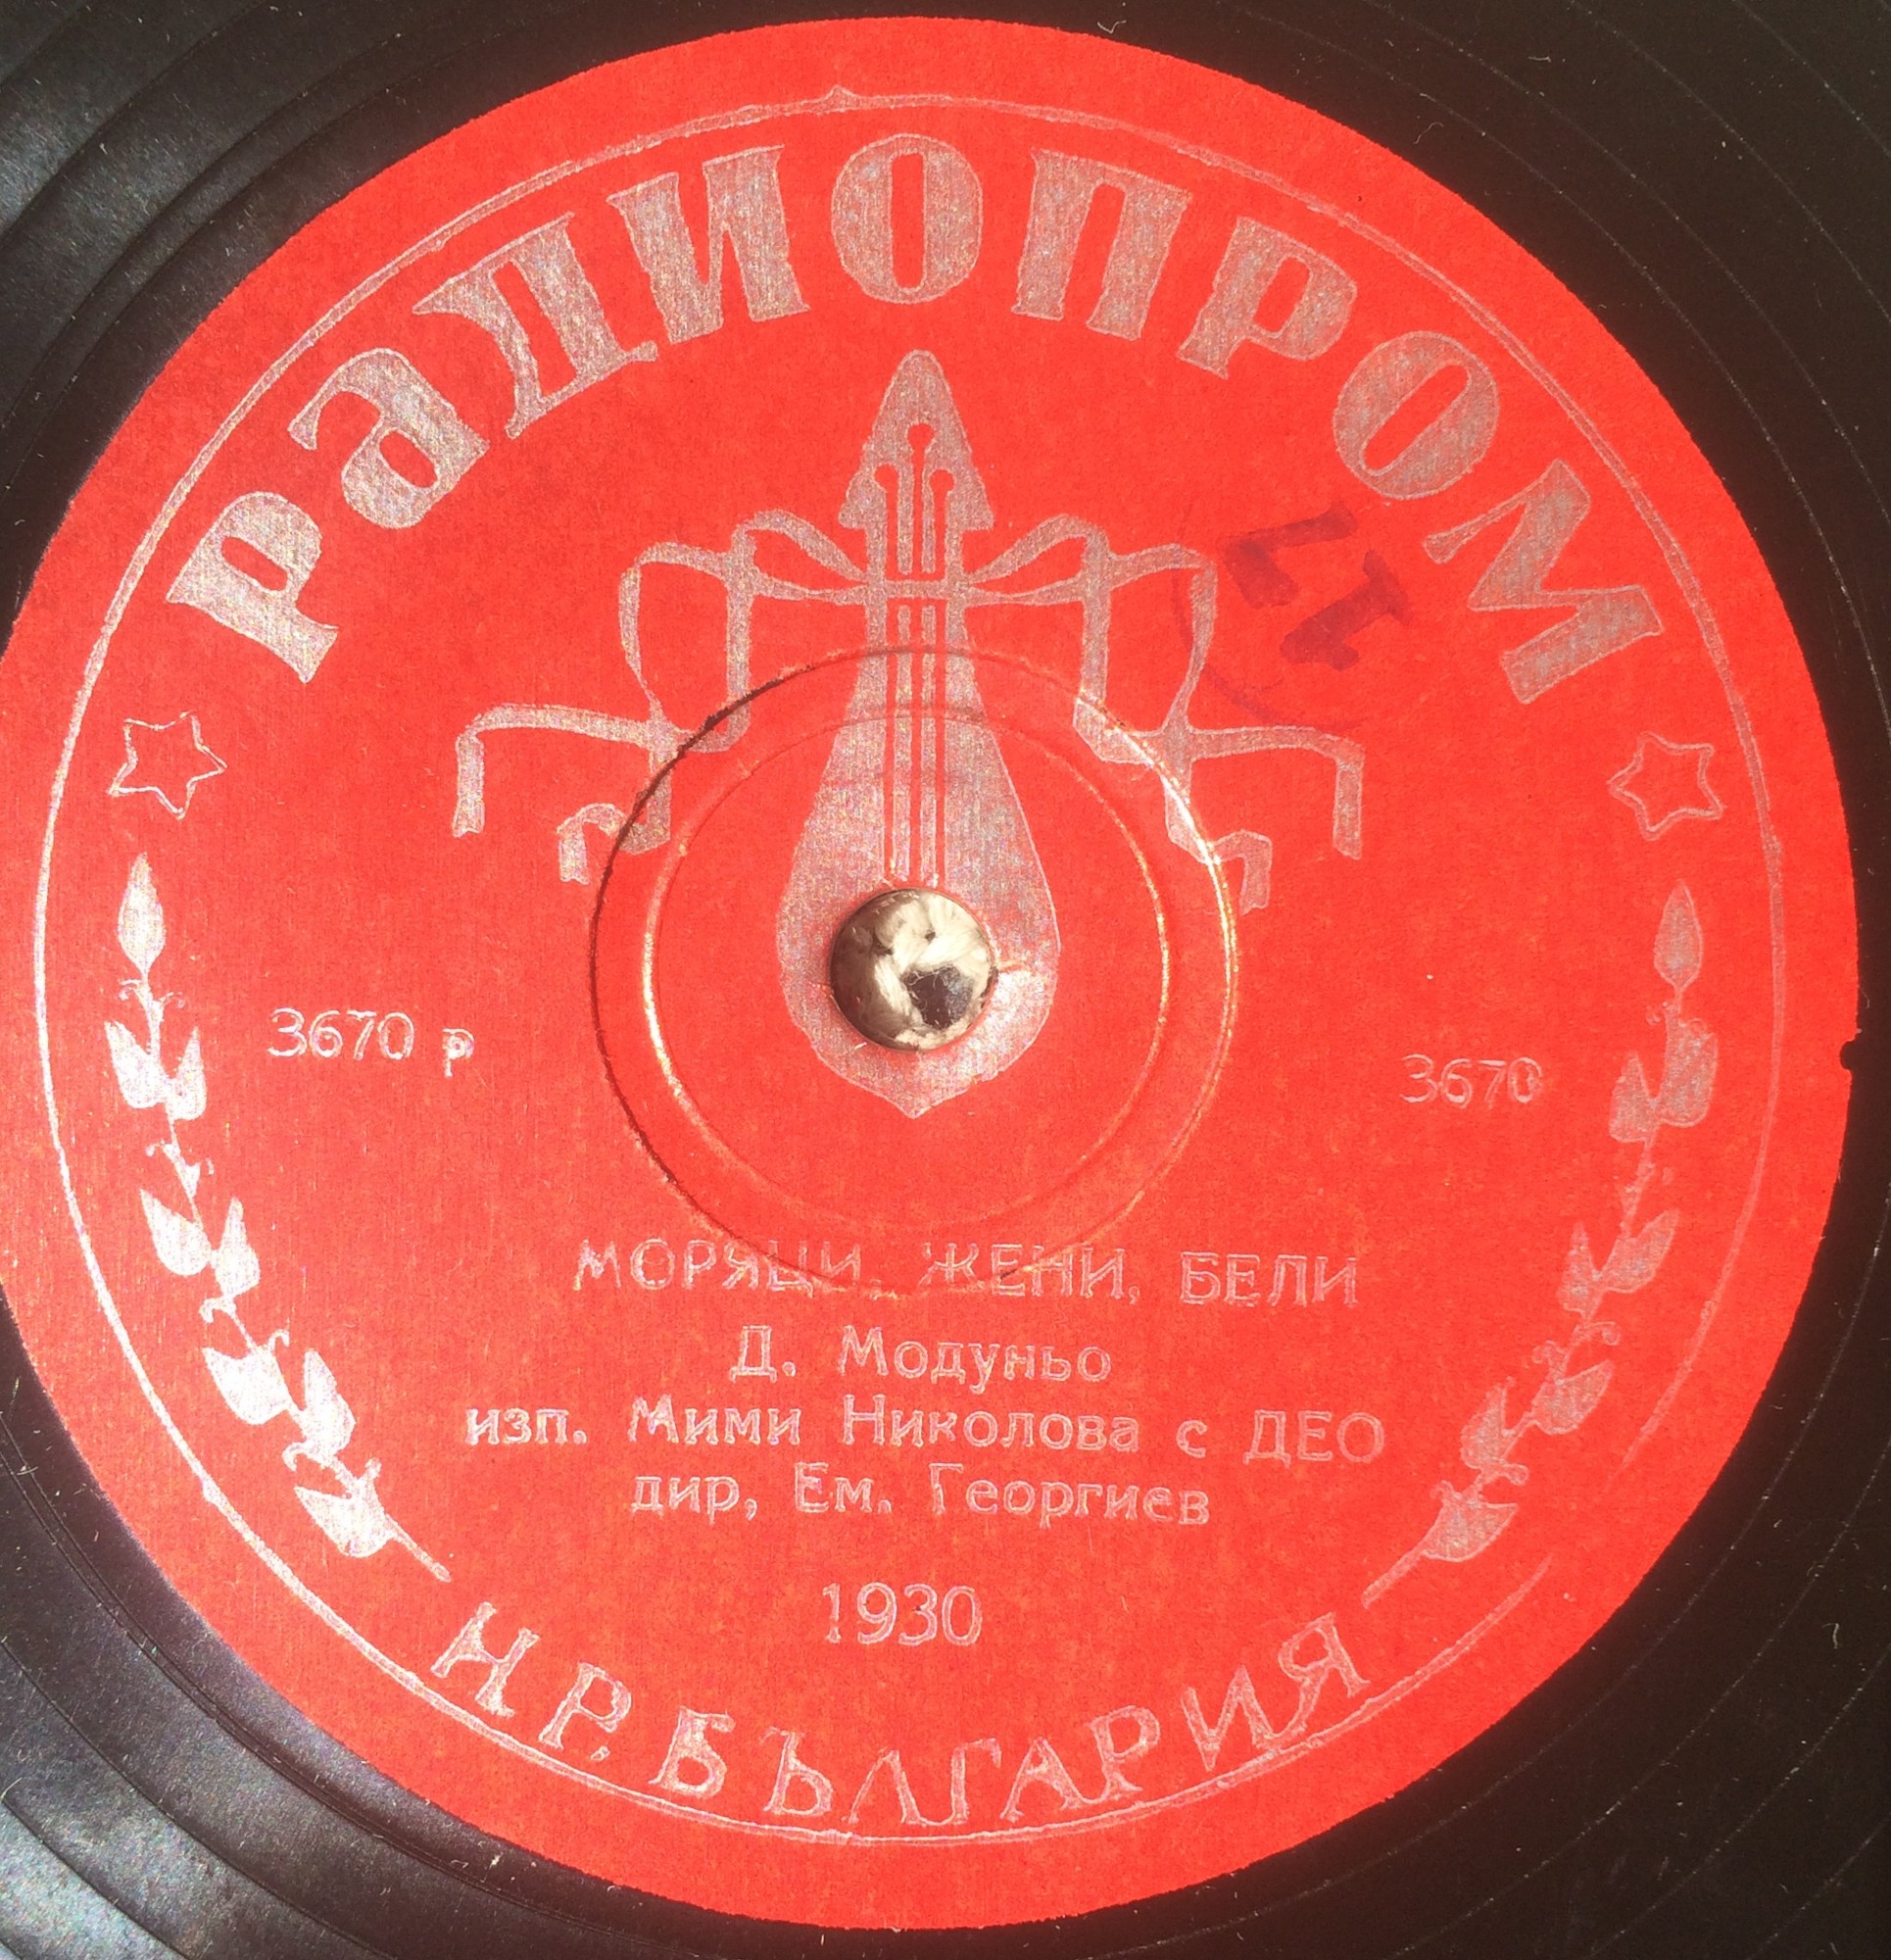 РАДИОПРОМ
3670 р
3670
МОРЯЦИ, ЖЕНИ, БЕЛИ
Д. Модуньо
изп. Мими Николова с ДЕО
дир, Ем. Георгиев
1930
Н.Р. БЪЛГАРИЯ